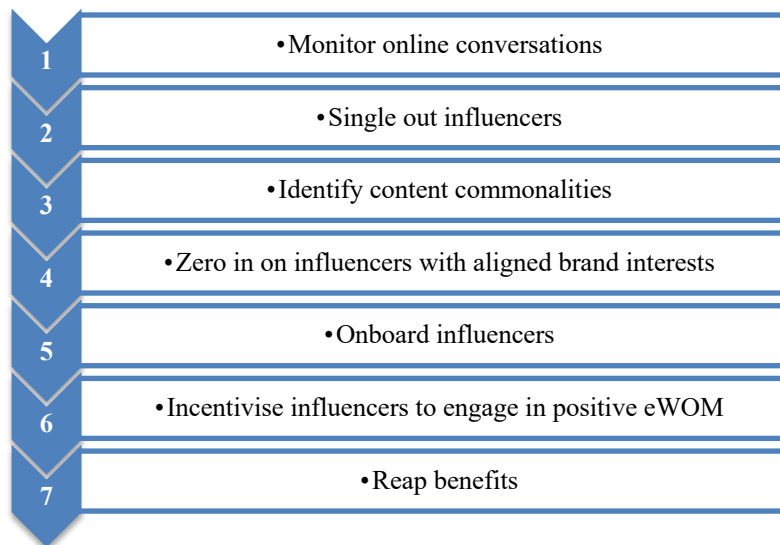 1
•Monitor online conversations
2
•Single out influencers
3
•Identify content commonalities
4
•Zero in on influencers with aligned brand interests
5
•Onboard influencers
6
•Incentivise influencers to engage in positive eWOM
7
•Reap benefits